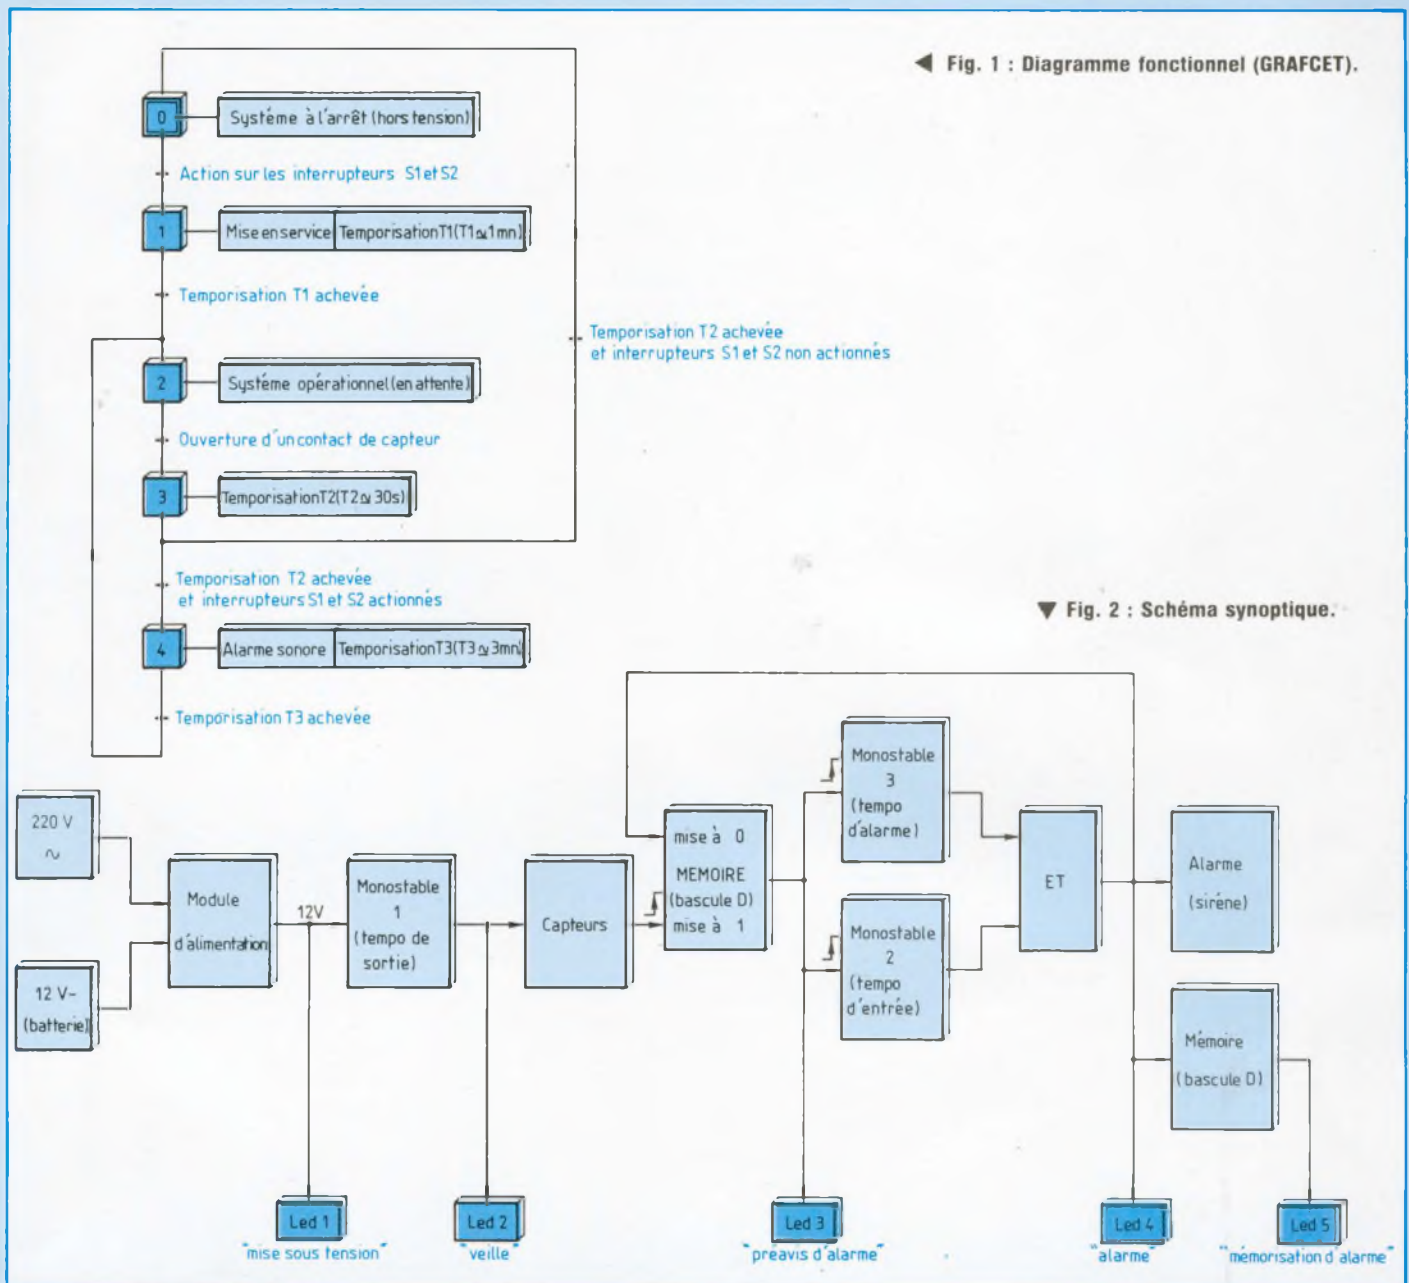 ◀ Fig. 1 : Diagramme fonctionnel (GRAFCET).
0
Systéme à l'arrêt (hors tension)
Action sur les interrupteurs S1 et S2
1
Mise en service
Temporisation T1 (T1≃1mn)
Temporisation T1 achevée
Temporisation T2 achevée
et interrupteurs S1 et S2 non actionnés
2
Systéme opérationnel (en attente)
Ouverture d'un contact de capteur
3
Temporisation T2 (T2≃30s)
Temporisation T2 achevée
et interrupteurs S1 et S2 actionnés
4
Alarme sonore
Temporisation T3 (T3≃3mn)
Temporisation T3 achevée
▼ Fig. 2 : Schéma synoptique.
220 V
~
12 V-
(batterie)
Module
d'alimentation
12V
Monostable
1
(tempo de
sortie)
Capteurs
mise à 0
MEMOIRE
(bascule D)
mise à 1
Monostable
3
(tempo
d'alarme)
Monostable
2
(tempo
d'entrée)
ET
Alarme
(siréne)
Mémoire
(bascule D)
Led 1
"mise sous tension"
Led 2
"veille"
Led 3
"préavis d'alarme"
Led 4
"alarme"
Led 5
"mémorisation d'alarme"